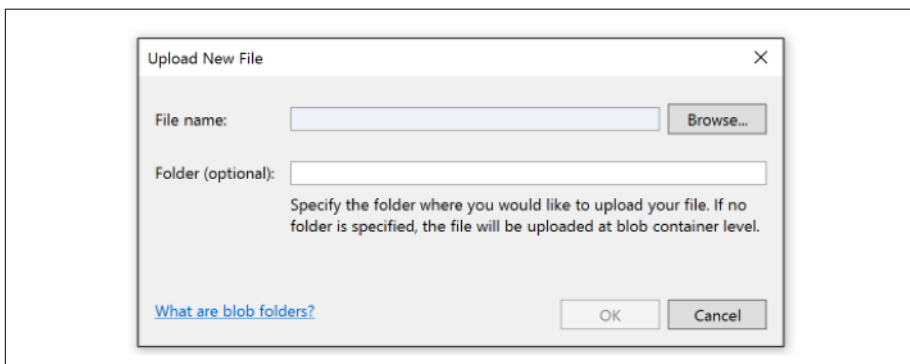 Upload New File
File name:
Browse...
Folder (optional):
Specify the folder where you would like to upload your file. If no
folder is specified, the file will be uploaded at blob container level.
What are blob folders?
OK
Cancel